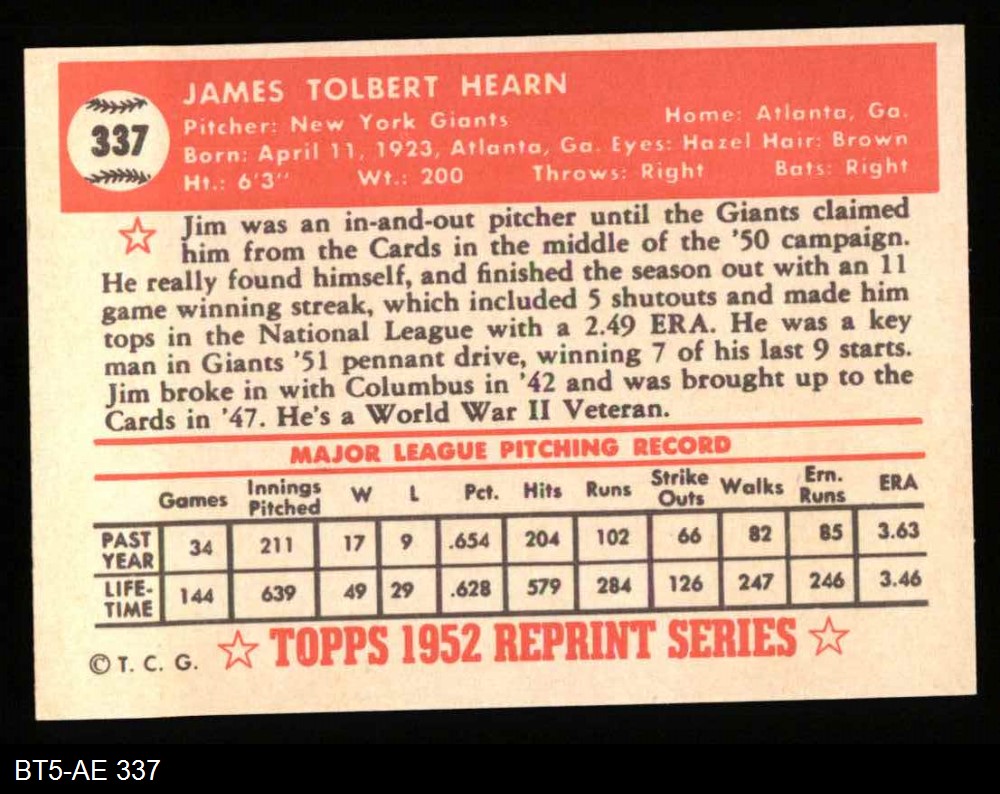 337
JAMES TOLBERT HEARN
Pitcher: New York Giants Home: Atlanta, Ga.
Born: April 11, 1923, Atlanta, Ga. Eyes: Hazel Hair: Brown
Ht.: 6'3" Wt.: 200 Throws: Right Bats: Right
Jim was an in-and-out pitcher until the Giants claimed
him from the Cards in the middle of the '50 campaign.
He really found himself, and finished the season out with an 11
game winning streak, which included 5 shutouts and made him
tops in the National League with a 2.49 ERA. He was a key
man in Giants '51 pennant drive, winning 7 of his last 9 starts.
Jim broke in with Columbus in '42 and was brought up to the
Cards in '47. He's a World War II Veteran.
MAJOR LEAGUE PITCHING RECORD
Games Innings Pitched W L Pct. Hits Runs Strike Outs Walks Ern. Runs ERA
PAST YEAR 34 211 17 9 .654 204 102 66 82 85 3.63
LIFE-TIME 144 639 49 29 .628 579 284 126 247 246 3.46
© T. C. G. TOPPS 1952 REPRINT SERIES
BT5-AE 337